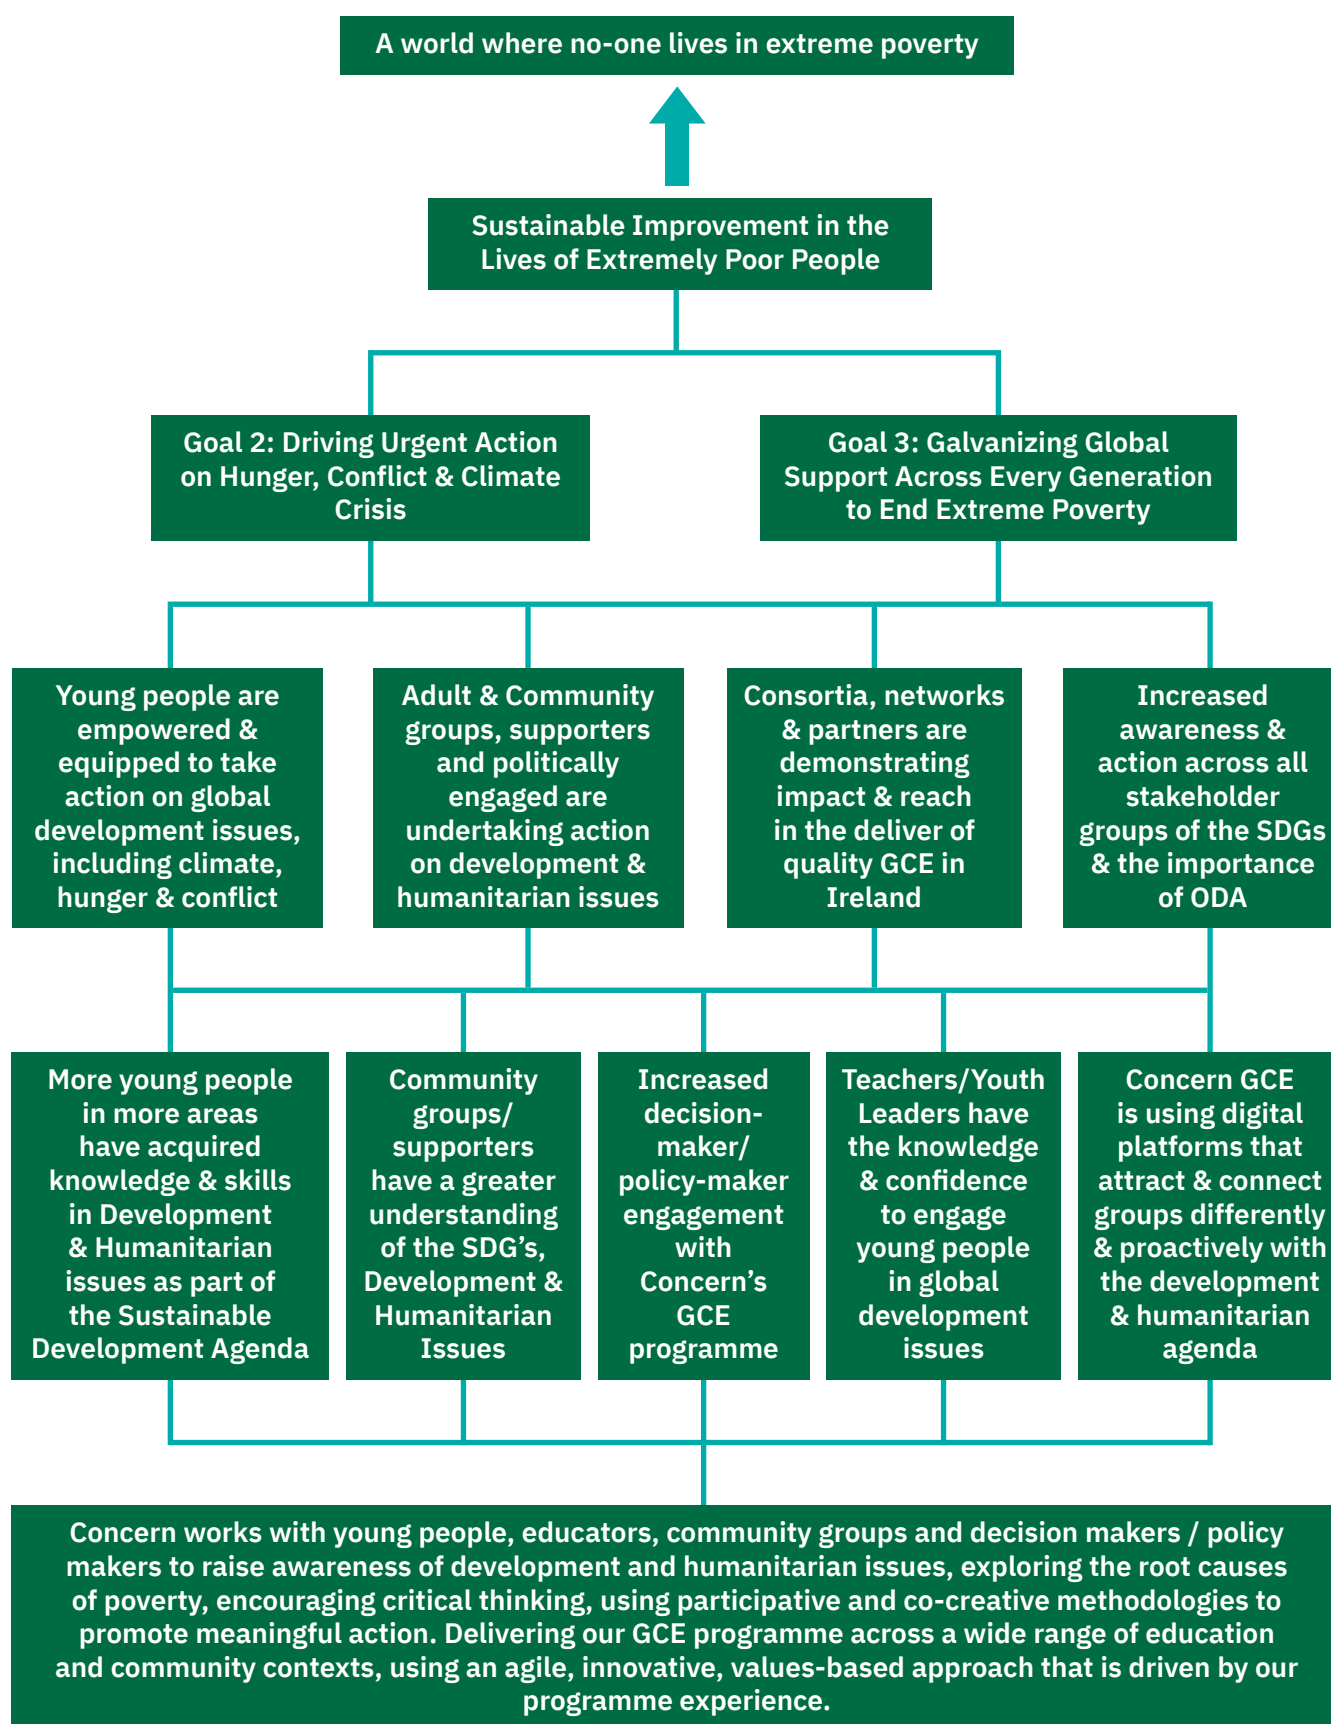 A world where no-one lives in extreme poverty
Sustainable Improvement in the
Lives of Extremely Poor People
Goal 2: Driving Urgent Action
on Hunger, Conflict & Climate
Crisis
Goal 3: Galvanizing Global
Support Across Every Generation
to End Extreme Poverty
Young people are
empowered &
equipped to take
action on global
development issues,
including climate,
hunger & conflict
Adult & Community
groups, supporters
and politically
engaged are
undertaking action
on development &
humanitarian issues
Consortia, networks
& partners are
demonstrating
impact & reach
in the deliver of
quality GCE in
Ireland
Increased
awareness &
action across all
stakeholder
groups of the SDGs
& the importance
of ODA
More young people
in more areas
have acquired
knowledge & skills
in Development
& Humanitarian
issues as part of
the Sustainable
Development Agenda
Community
groups/
supporters
have a greater
understanding
of the SDG’s,
Development &
Humanitarian
Issues
Increased
decision-
maker/
policy-maker
engagement
with
Concern’s
GCE
programme
Teachers/Youth
Leaders have
the knowledge
& confidence
to engage
young people
in global
development
issues
Concern GCE
is using digital
platforms that
attract & connect
groups differently
& proactively with
the development
& humanitarian
agenda
Concern works with young people, educators, community groups and decision makers / policy
makers to raise awareness of development and humanitarian issues, exploring the root causes
of poverty, encouraging critical thinking, using participative and co-creative methodologies to
promote meaningful action. Delivering our GCE programme across a wide range of education
and community contexts, using an agile, innovative, values-based approach that is driven by our
programme experience.